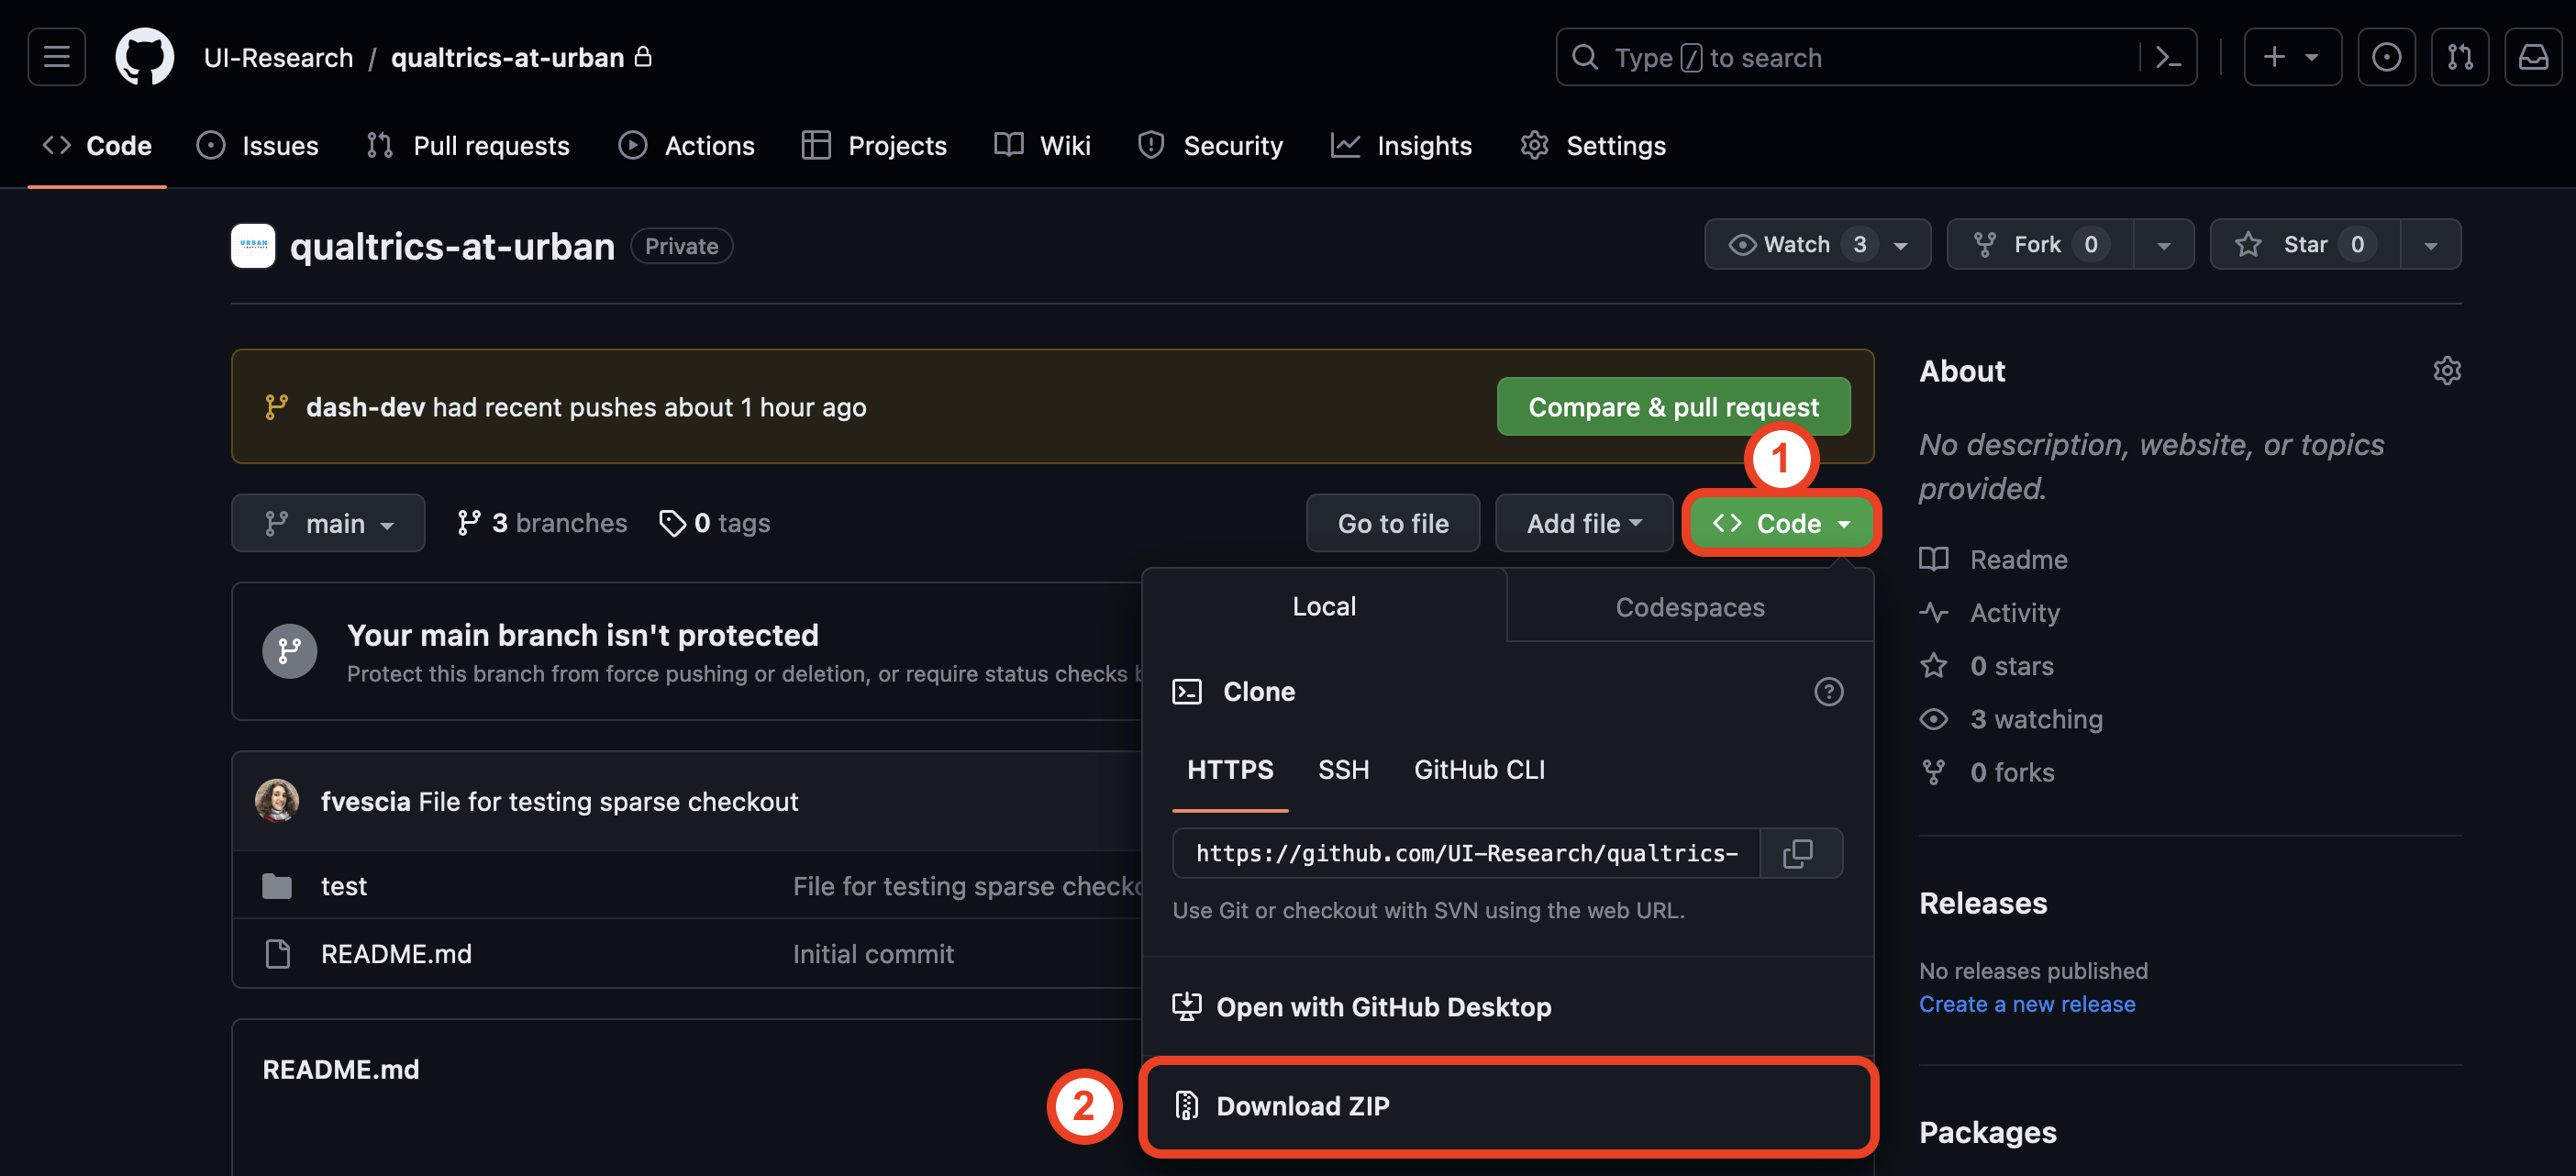 UI-Research / qualtrics-at-urban
Type / to search
Code
Issues
Pull requests
Actions
Projects
Wiki
Security
Insights
Settings
URBAN
qualtrics-at-urban
Private
Watch 3
Fork 0
Star 0
dash-dev had recent pushes about 1 hour ago
Compare & pull request
1
main
3 branches
0 tags
Go to file
Add file
Code
Local
Codespaces
Your main branch isn't protected
Protect this branch from force pushing or deletion, or require status checks
Clone
HTTPS
SSH
GitHub CLI
https://github.com/UI-Research/qualtrics-
Use Git or checkout with SVN using the web URL.
fvescia File for testing sparse checkout
test
File for testing sparse checko
README.md
Initial commit
Open with GitHub Desktop
README.md
2
Download ZIP
About
No description, website, or topics
provided.
Readme
Activity
0 stars
3 watching
0 forks
Releases
No releases published
Create a new release
Packages